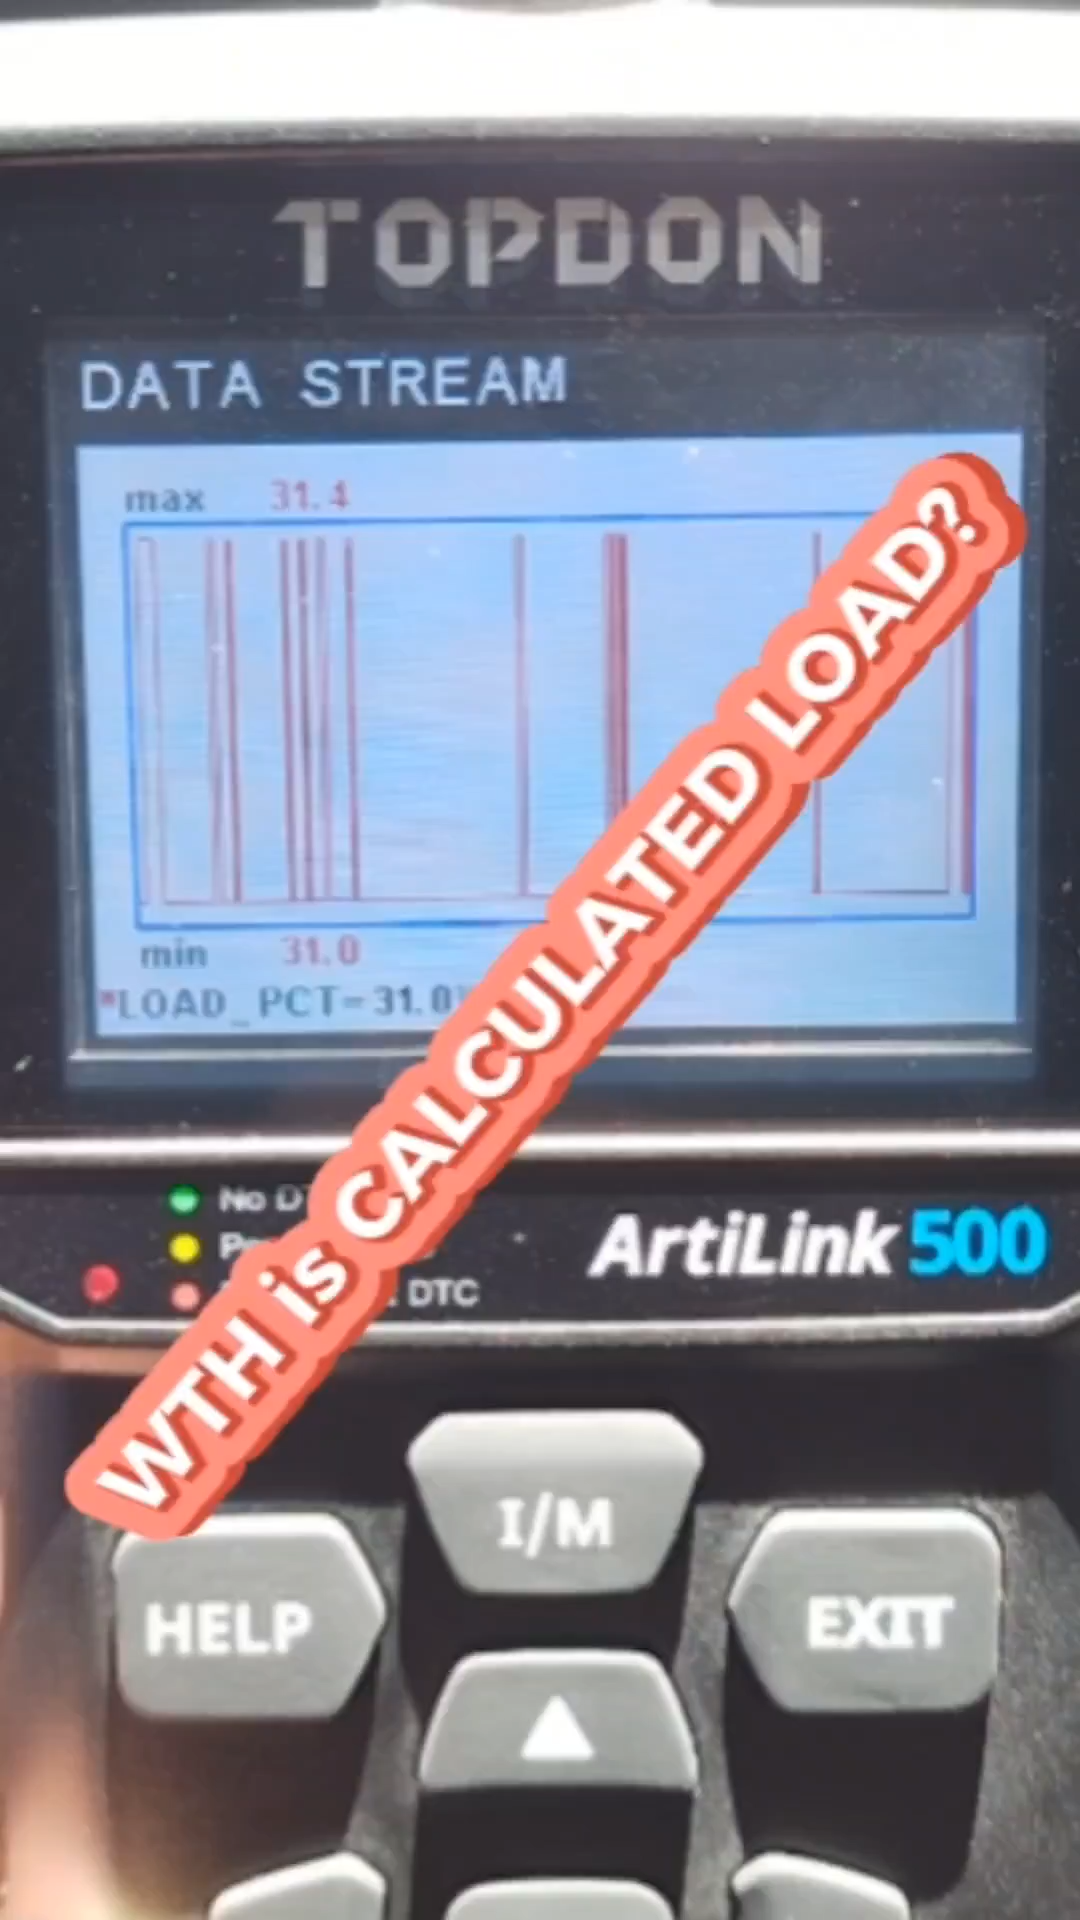 TOPDON
DATA STREAM
max 31.4
min 31.0
*LOAD_PCT=31.0
WTH is CALCULATED LOAD?
No
DTC
ArtiLink 500
I/M
HELP
EXIT